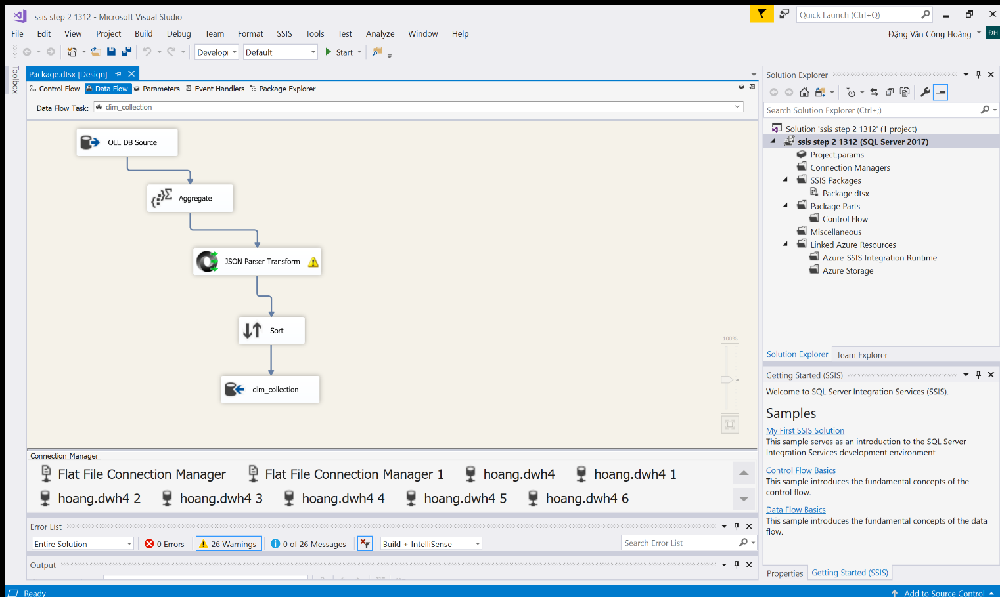 ssis step 2 1312 - Microsoft Visual Studio
Quick Launch (Ctrl+Q)
File Edit View Project Build Debug Team Format SSIS Tools Test Analyze Window Help
Đặng Văn Công Hoàng ĐH
Default
Start
Toolbox
Package.dtsx [Design]
Control Flow Data Flow Parameters Event Handlers Package Explorer
Data Flow Task: dim_collection
OLE DB Source
Aggregate
JSON Parser Transform
Sort
dim_collection
100%
Connection Manager
Flat File Connection Manager Flat File Connection Manager 1 hoang.dwh4 hoang.dwh4 1
hoang.dwh4 2 hoang.dwh4 3 hoang.dwh4 4 hoang.dwh4 5 hoang.dwh4 6
Error List
Entire Solution 0 Errors 26 Warnings 0 of 26 Messages Build + IntelliSense Search Error List
Output
Solution Explorer
Search Solution Explorer (Ctrl+;)
Solution 'ssis step 2 1312' (1 project)
ssis step 2 1312 (SQL Server 2017)
Project.params
Connection Managers
SSIS Packages
Package.dtsx
Package Parts
Control Flow
Miscellaneous
Linked Azure Resources
Azure-SSIS Integration Runtime
Azure Storage
Solution Explorer Team Explorer
Getting Started (SSIS)
Welcome to SQL Server Integration Services (SSIS).
Samples
My First SSIS Solution
This sample serves as an introduction to the SQL Server
Integration Services development environment.
Control Flow Basics
This sample introduces the fundamental concepts of the
control flow.
Data Flow Basics
This sample introduces the fundamental concepts of the data
flow.
Properties Getting Started (SSIS)
Ready
Add to Source Control